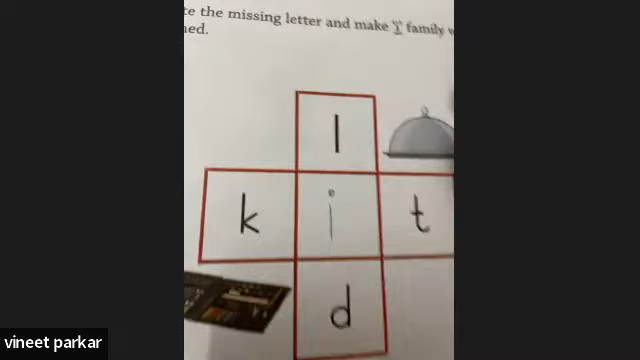 te the missing letter and make "i" family w
ned.
l
k i t
d
vineet parkar